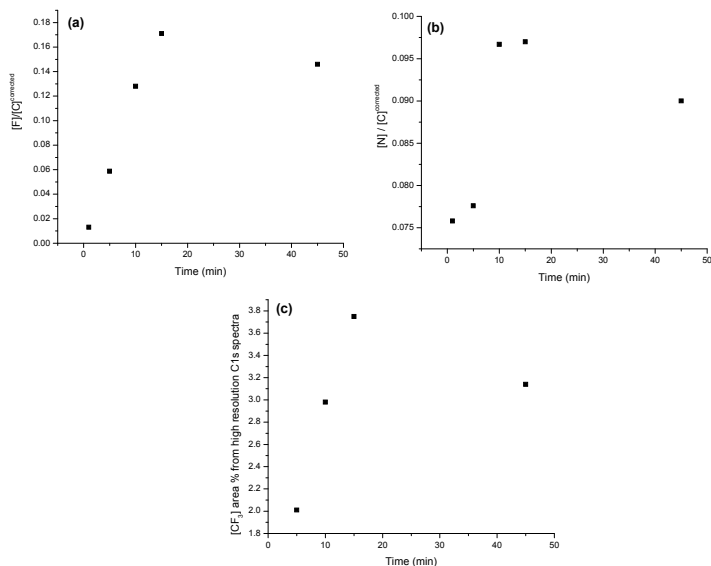 (a)
[F]/[C]^corrected
0.18
0.16
0.14
0.12
0.10
0.08
0.06
0.04
0.02
0.00
0 10 20 30 40 50
Time (min)
(b)
[N] / [C]^corrected
0.100
0.095
0.090
0.085
0.080
0.075
0 10 20 30 40 50
Time (min)
(c)
[CF₃] area % from high resolution C1s spectra
3.8
3.6
3.4
3.2
3.0
2.8
2.6
2.4
2.2
2.0
1.8
0 10 20 30 40 50
Time (min)